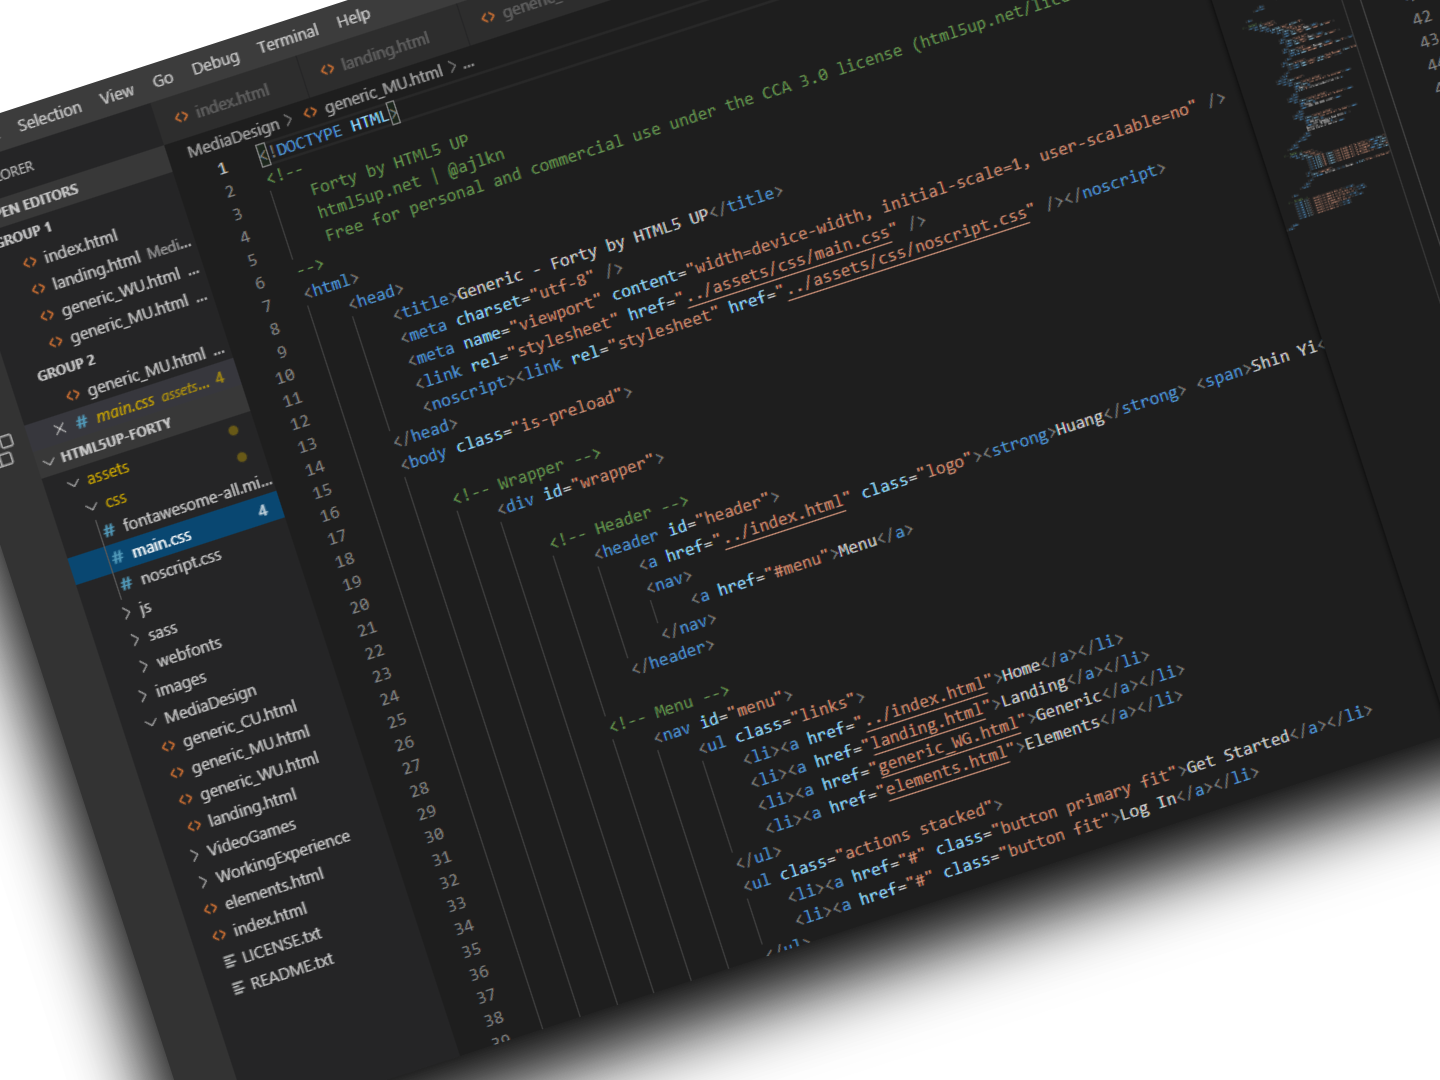 Selection View Go Debug Terminal Help
index.html
landing.html
MediaDesign > generic_MU.html > ...
OPEN EDITORS
GROUP 1
index.html
landing.html Medi...
generic_WU.html ...
generic_MU.html ...
GROUP 2
generic_MU.html ...
main.css assets... 4
HTML5UP-FORTY
assets
css
fontawesome-all.mi...
main.css 4
noscript.css
js
sass
webfonts
images
MediaDesign
generic_CU.html
generic_MU.html
generic_WU.html
landing.html
VideoGames
WorkingExperience
elements.html
index.html
LICENSE.txt
README.txt
1 <!DOCTYPE HTML>
2 <!--
3 Forty by HTML5 UP
4 html5up.net | @ajlkn
5 Free for personal and commercial use under the CCA 3.0 license (html5up.net/lic
6 -->
7 <html>
8 <head>
9 <title>Generic - Forty by HTML5 UP</title>
10 <meta charset="utf-8" />
11 <meta name="viewport" content="width=device-width, initial-scale=1, user-scalable=no" />
12 <link rel="stylesheet" href="../assets/css/main.css" />
13 <noscript><link rel="stylesheet" href="../assets/css/noscript.css" /></noscript>
14 </head>
15 <body class="is-preload">
16
17 <!-- Wrapper -->
18 <div id="wrapper">
19
20 <!-- Header -->
21 <header id="header">
22 <a href="../index.html" class="logo"><strong>Huang</strong> <span>Shin Yi<
23 <nav>
24 <a href="#menu">Menu</a>
25 </nav>
26 </header>
27
28 <!-- Menu -->
29 <nav id="menu">
30 <ul class="links">
31 <li><a href="../index.html">Home</a></li>
32 <li><a href="landing.html">Landing</a></li>
33 <li><a href="generic_WG.html">Generic</a></li>
34 <li><a href="elements.html">Elements</a></li>
35 </ul>
36 <ul class="actions stacked">
37 <li><a href="#" class="button primary fit">Get Started</a></li>
38 <li><a href="#" class="button fit">Log In</a></li>
39 </ul>
42
43